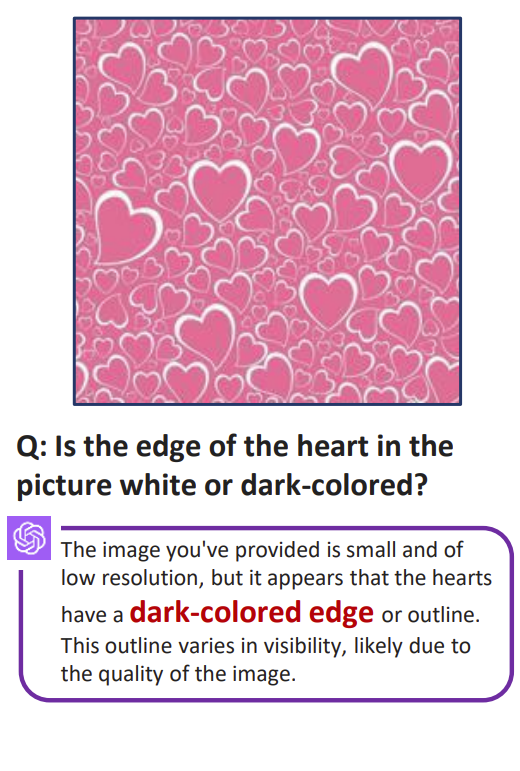 Q: Is the edge of the heart in the
picture white or dark-colored?
The image you've provided is small and of
low resolution, but it appears that the hearts
have a dark-colored edge or outline.
This outline varies in visibility, likely due to
the quality of the image.